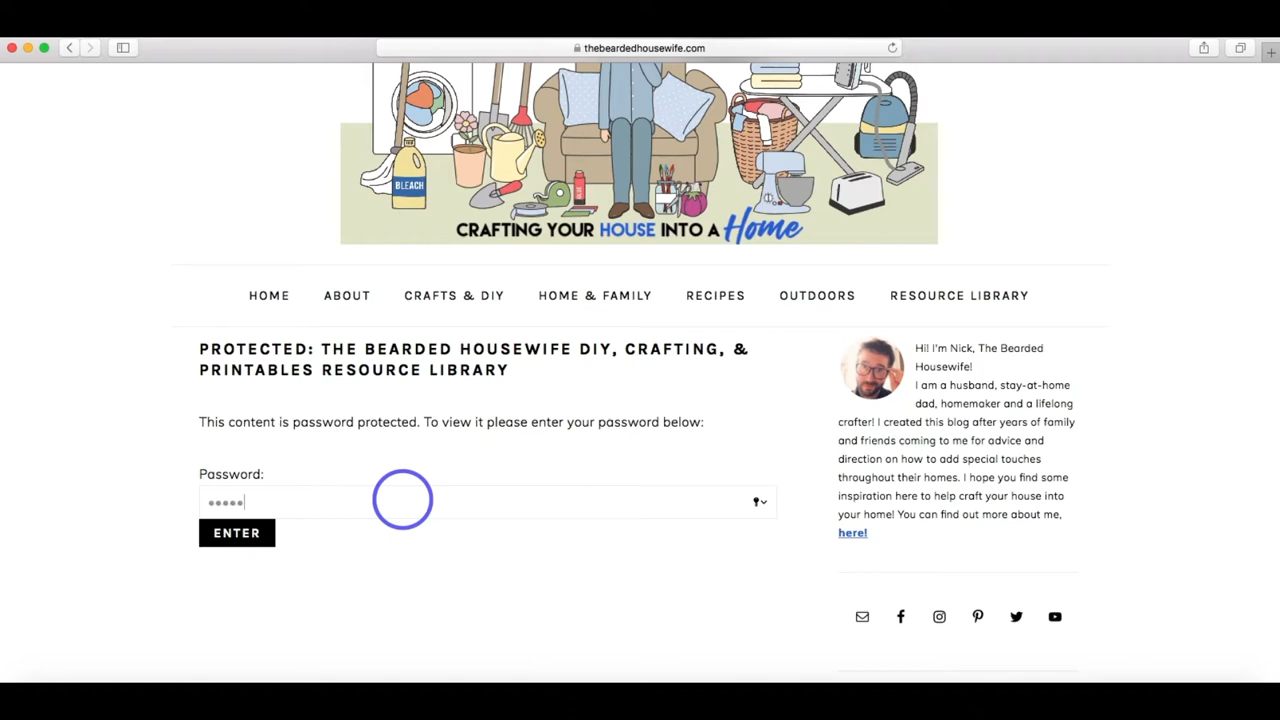 thebeardedhousewife.com
BLEACH
GLUE
CRAFTING YOUR HOUSE INTO A Home
HOME ABOUT CRAFTS & DIY HOME & FAMILY RECIPES OUTDOORS RESOURCE LIBRARY
PROTECTED: THE BEARDED HOUSEWIFE DIY, CRAFTING, &
PRINTABLES RESOURCE LIBRARY
This content is password protected. To view it please enter your password below:
Password:
ENTER
Hi! I'm Nick, The Bearded
Housewife!
I am a husband, stay-at-home
dad, homemaker and a lifelong
crafter! I created this blog after years of family
and friends coming to me for advice and
direction on how to add special touches
throughout their homes. I hope you find some
inspiration here to help craft your house into
your home! You can find out more about me,
here!